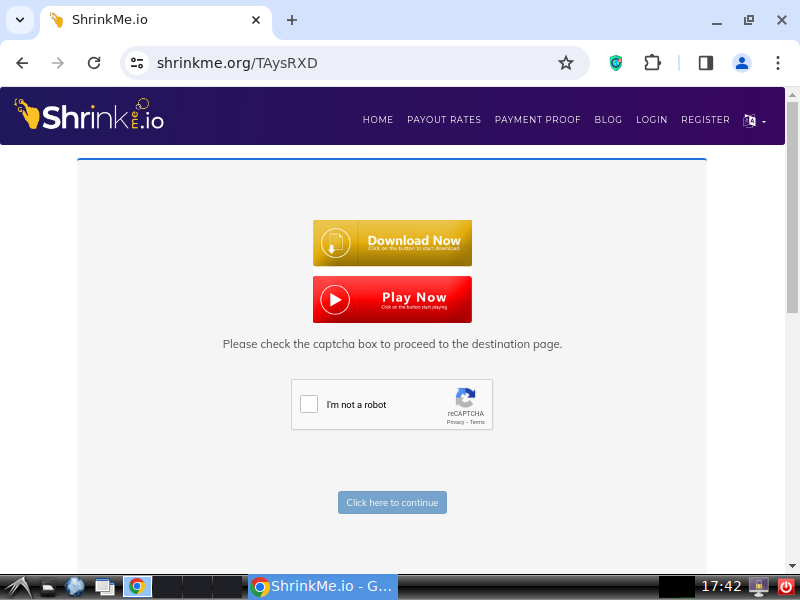 ShrinkMe.io
shrinkme.org/TAysRXD
ShrinkMe.io
HOME PAYOUT RATES PAYMENT PROOF BLOG LOGIN REGISTER
Download Now
Click on the button to start download
Play Now
Click on the button start playing
Please check the captcha box to proceed to the destination page.
I'm not a robot
reCAPTCHA
Privacy - Terms
Click here to continue
ShrinkMe.io - G...
17:42